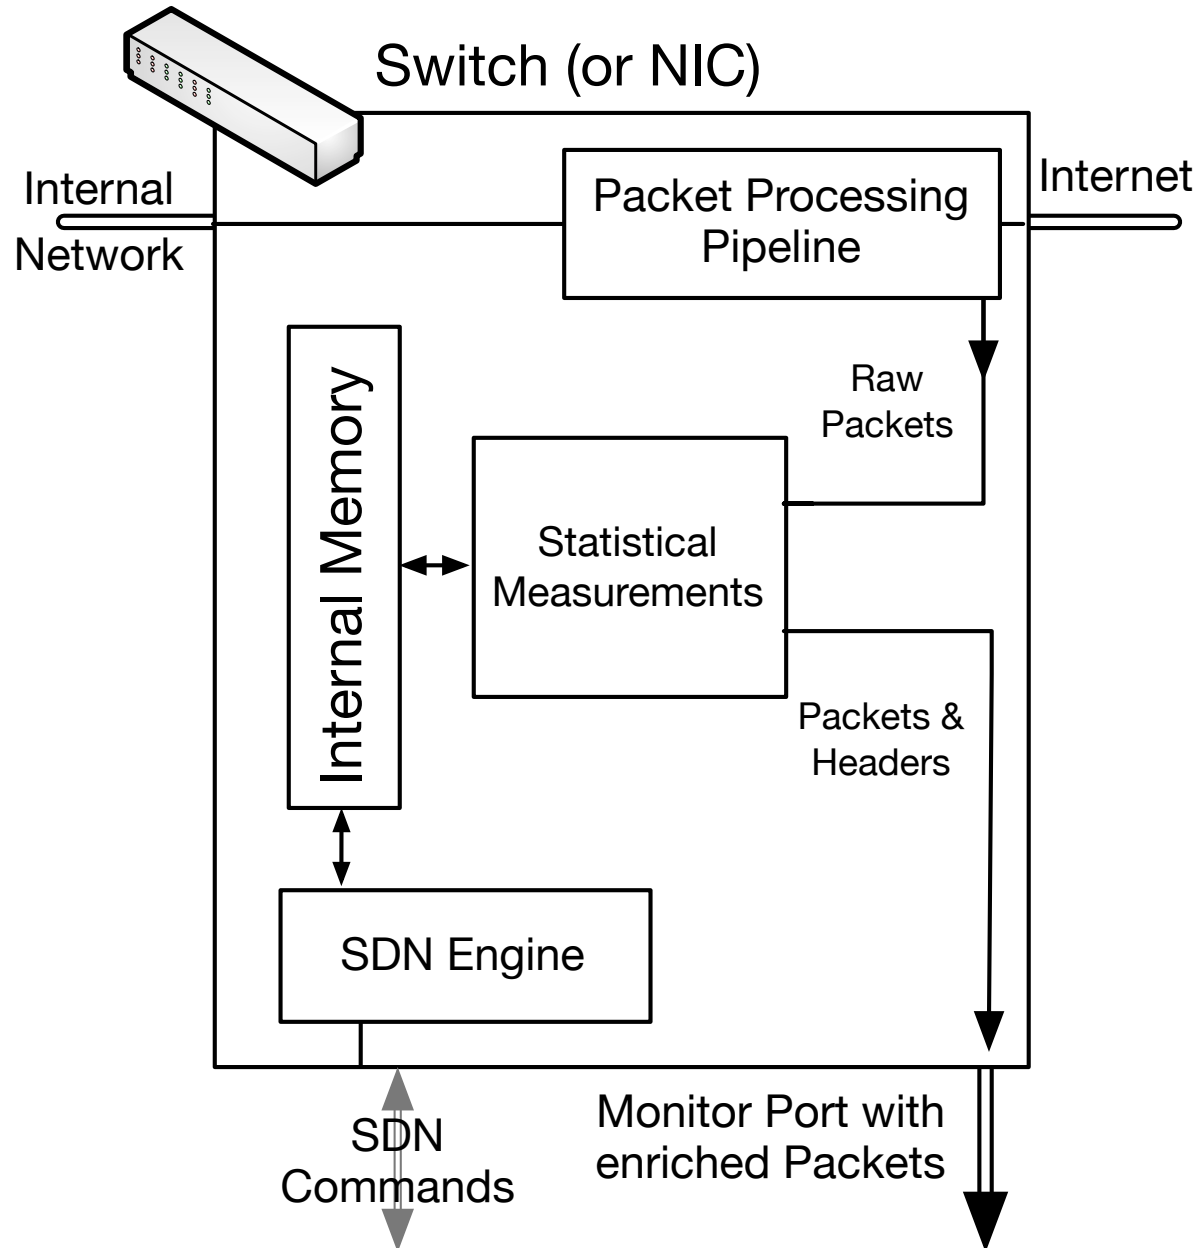 Switch (or NIC)
Internal
Network
Internet
Packet Processing
Pipeline
Raw
Packets
Internal Memory
Statistical
Measurements
Packets &
Headers
SDN Engine
SDN
Commands
Monitor Port with
enriched Packets